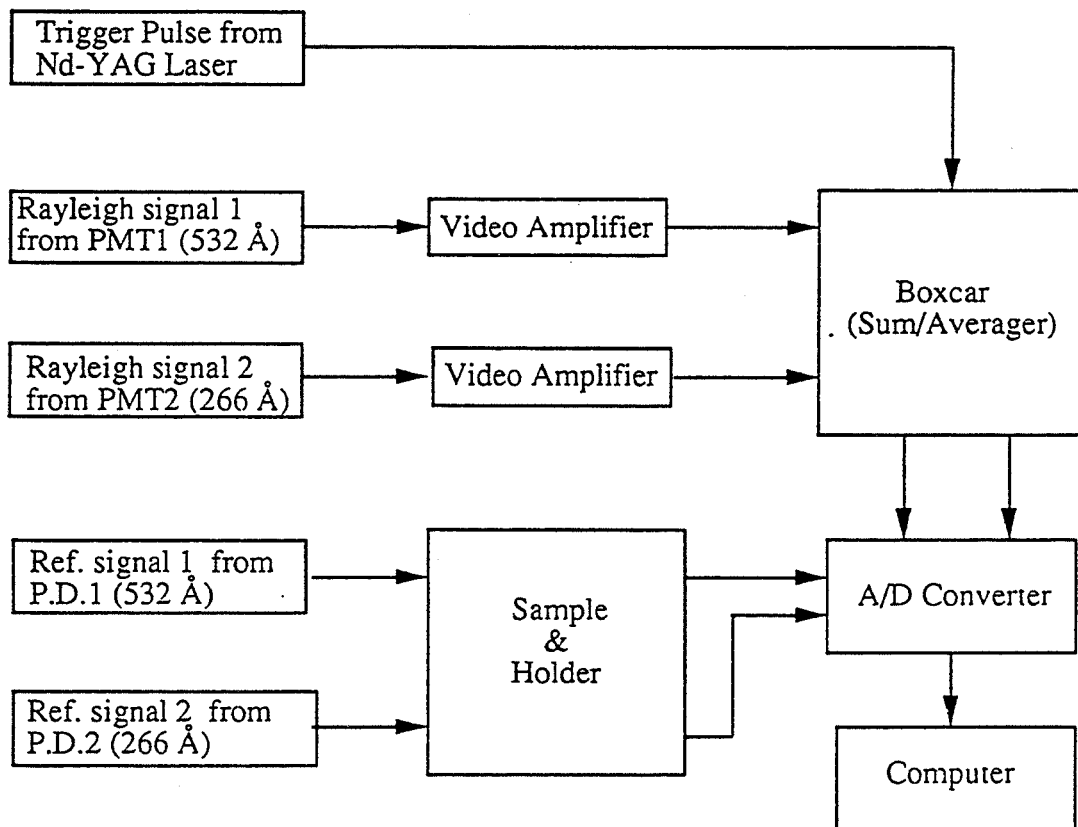 Trigger Pulse from
Nd-YAG Laser
Rayleigh signal 1
from PMT1 (532 Å)
Video Amplifier
Boxcar
(Sum/Averager)
Rayleigh signal 2
from PMT2 (266 Å)
Video Amplifier
Ref. signal 1 from
P.D.1 (532 Å)
Sample
&
Holder
A/D Converter
Ref. signal 2 from
P.D.2 (266 Å)
Computer